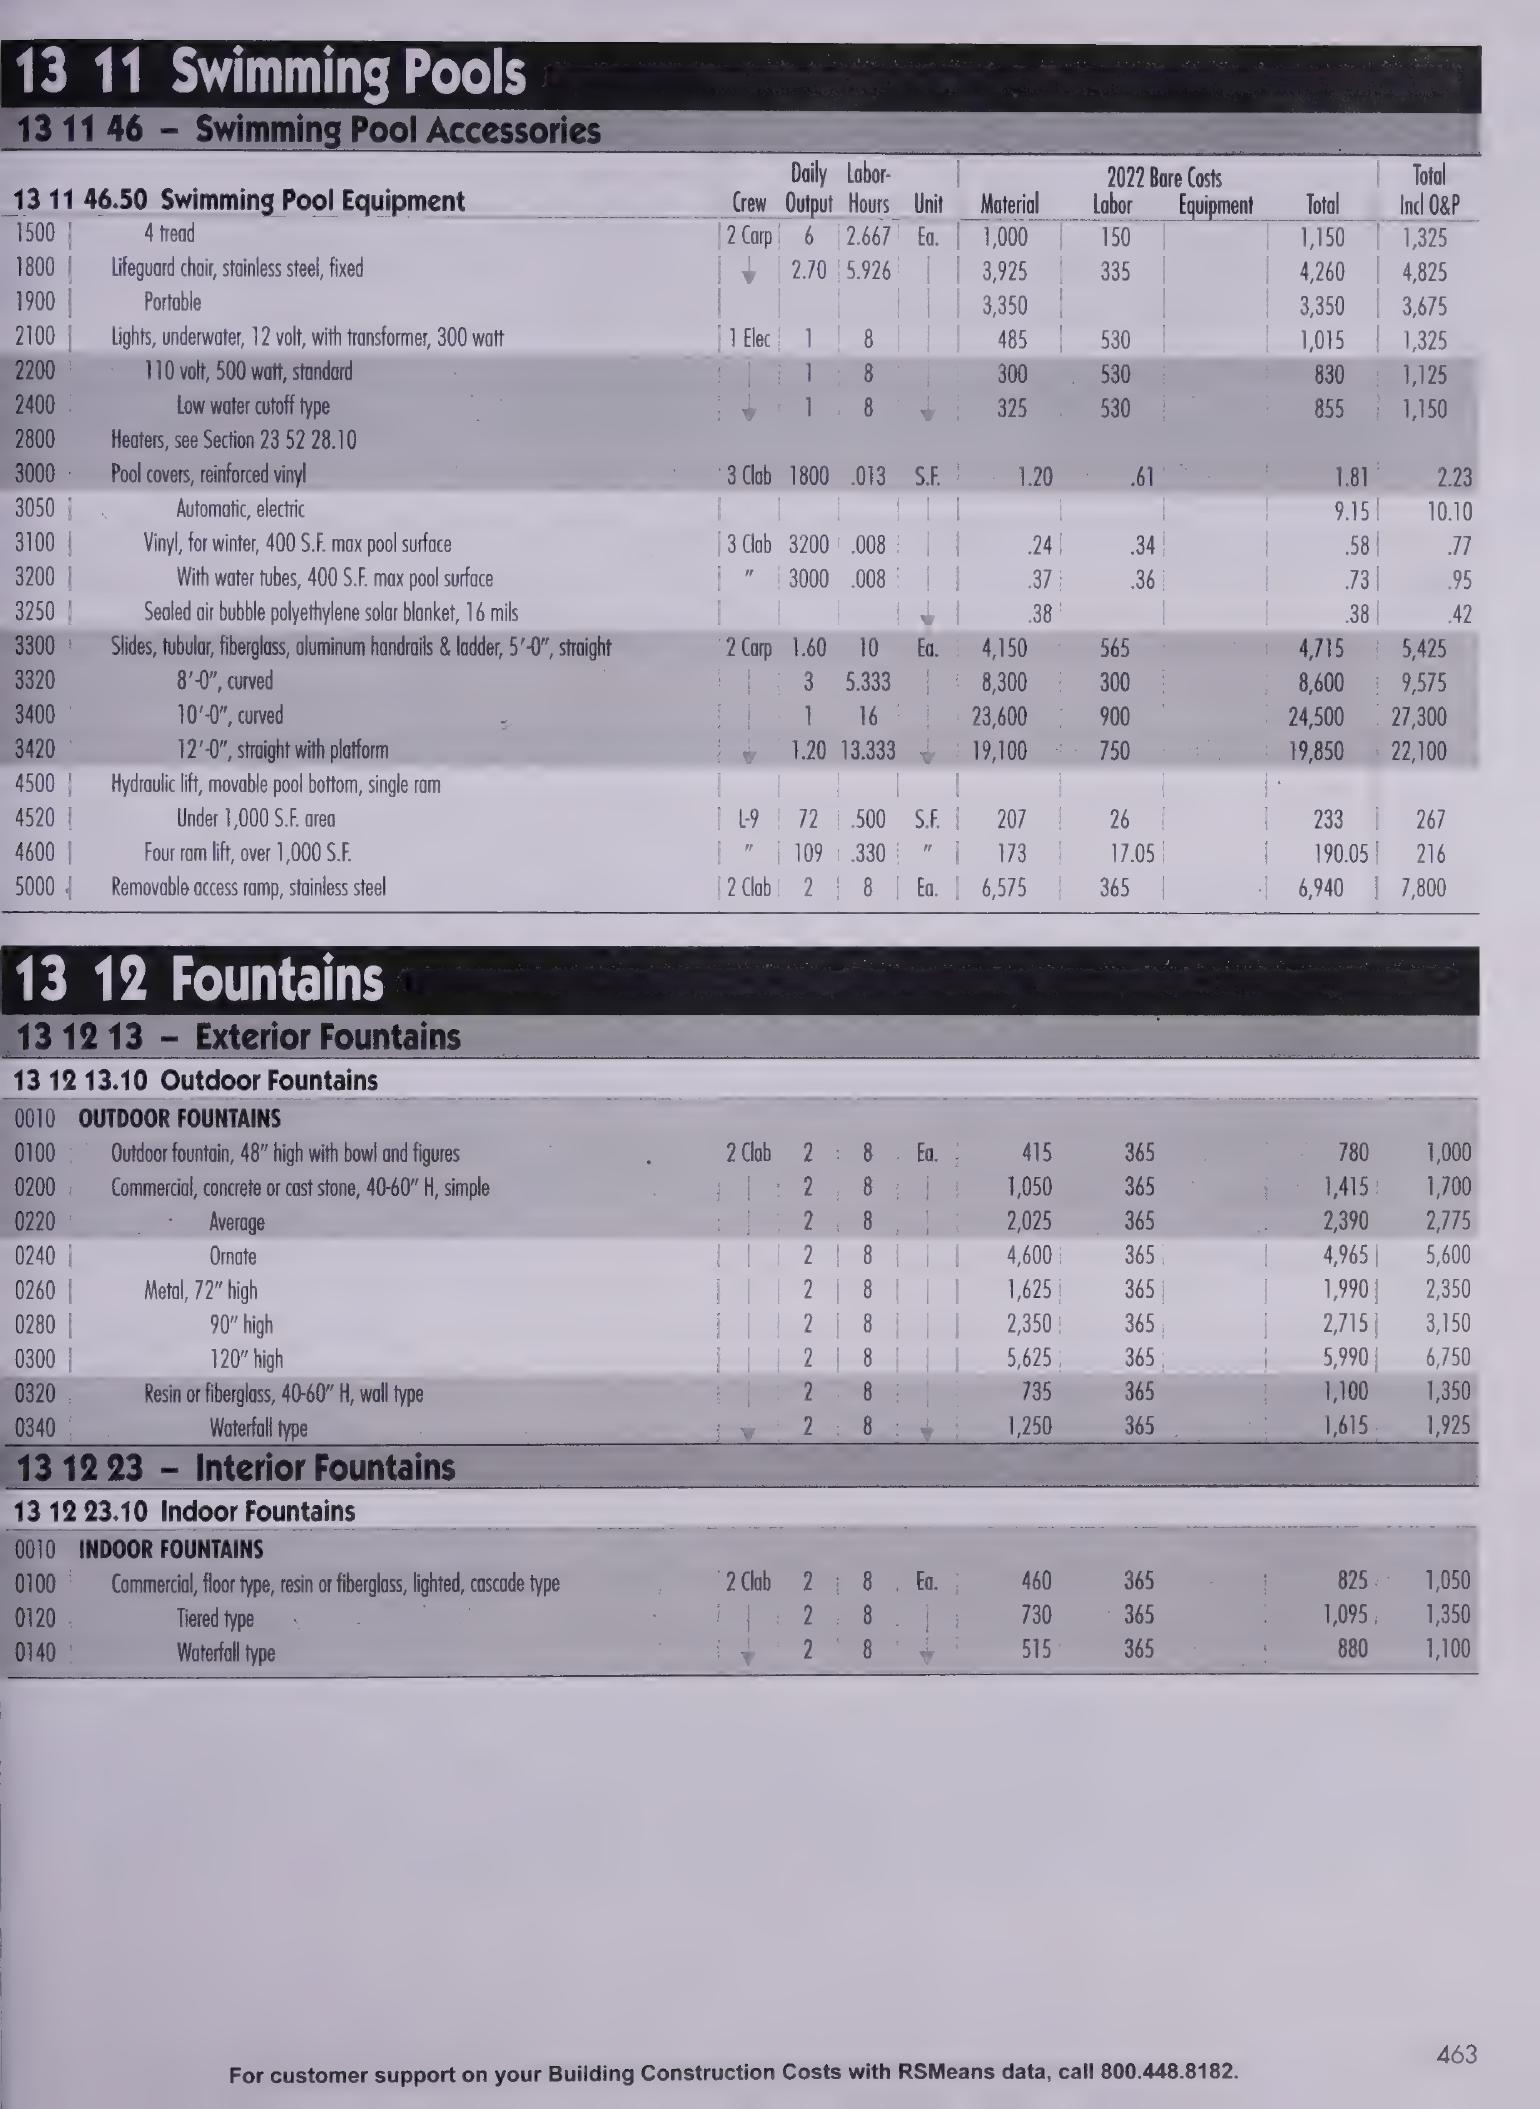 13 11 Swimming Pools
13 11 46 – Swimming Pool Accessories
Daily Labor- 2022 Bare Costs Total
13 11 46.50 Swimming Pool Equipment Crew Output Hours Unit Material Labor Equipment Total Incl O&P
1500 4 tread 2 Carp 6 2.667 Ea. 1,000 150 1,150 1,325
1800 Lifeguard chair, stainless steel, fixed 2.70 5.926 3,925 335 4,260 4,825
1900 Portable 3,350 3,350 3,675
2100 Lights, underwater, 12 volt, with transformer, 300 watt 1 Elec 1 8 485 530 1,015 1,325
2200 110 volt, 500 watt, standard 1 8 300 530 830 1,125
2400 Low water cutoff type 1 8 325 530 855 1,150
2800 Heaters, see Section 23 52 28.10
3000 Pool covers, reinforced vinyl 3 Clab 1800 .013 S.F. 1.20 .61 1.81 2.23
3050 Automatic, electric 9.15 10.10
3100 Vinyl, for winter, 400 S.F. max pool surface 3 Clab 3200 .008 .24 .34 .58 .77
3200 With water tubes, 400 S.F. max pool surface " 3000 .008 .37 .36 .73 .95
3250 Sealed air bubble polyethylene solar blanket, 16 mils .38 .38 .42
3300 Slides, tubular, fiberglass, aluminum handrails & ladder, 5'-0", straight 2 Carp 1.60 10 Ea. 4,150 565 4,715 5,425
3320 8'-0", curved 3 5.333 8,300 300 8,600 9,575
3400 10'-0", curved 1 16 23,600 900 24,500 27,300
3420 12'-0", straight with platform 1.20 13.333 19,100 750 19,850 22,100
4500 Hydraulic lift, movable pool bottom, single ram
4520 Under 1,000 S.F. area L-9 72 .500 S.F. 207 26 233 267
4600 Four ram lift, over 1,000 S.F. " 109 .330 " 173 17.05 190.05 216
5000 Removable access ramp, stainless steel 2 Clab 2 8 Ea. 6,575 365 6,940 7,800
13 12 Fountains
13 12 13 – Exterior Fountains
13 12 13.10 Outdoor Fountains
0010 OUTDOOR FOUNTAINS
0100 Outdoor fountain, 48" high with bowl and figures 2 Clab 2 8 Ea. 415 365 780 1,000
0200 Commercial, concrete or cast stone, 40-60" H, simple 2 8 1,050 365 1,415 1,700
0220 Average 2 8 2,025 365 2,390 2,775
0240 Ornate 2 8 4,600 365 4,965 5,600
0260 Metal, 72" high 2 8 1,625 365 1,990 2,350
0280 90" high 2 8 2,350 365 2,715 3,150
0300 120" high 2 8 5,625 365 5,990 6,750
0320 Resin or fiberglass, 40-60" H, wall type 2 8 735 365 1,100 1,350
0340 Waterfall type 2 8 1,250 365 1,615 1,925
13 12 23 – Interior Fountains
13 12 23.10 Indoor Fountains
0010 INDOOR FOUNTAINS
0100 Commercial, floor type, resin or fiberglass, lighted, cascade type 2 Clab 2 8 Ea. 460 365 825 1,050
0120 Tiered type 2 8 730 365 1,095 1,350
0140 Waterfall type 2 8 515 365 880 1,100
463
For customer support on your Building Construction Costs with RSMeans data, call 800.448.8182.